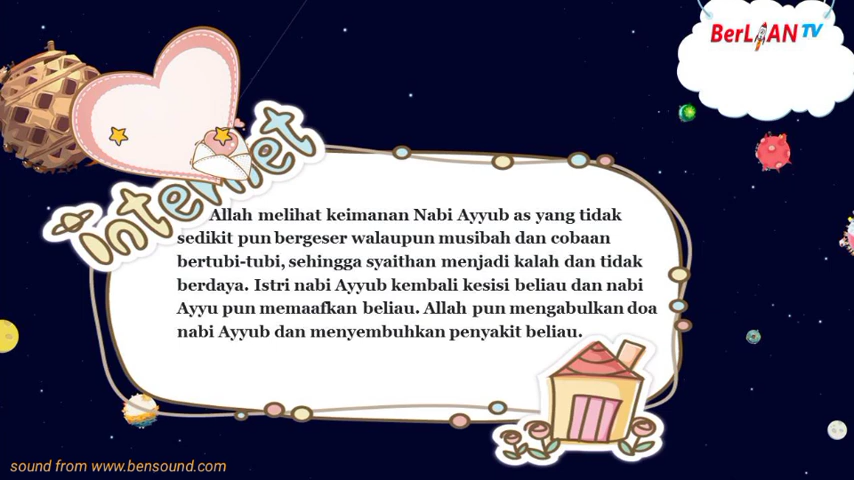 BerLIAN TV
Internet
Allah melihat keimanan Nabi Ayyub as yang tidak
sedikit pun bergeser walaupun musibah dan cobaan
bertubi-tubi, sehingga syaithan menjadi kalah dan tidak
berdaya. Istri nabi Ayyub kembali kesisi beliau dan nabi
Ayyu pun memaafkan beliau. Allah pun mengabulkan doa
nabi Ayyub dan menyembuhkan penyakit beliau.
sound from www.bensound.com